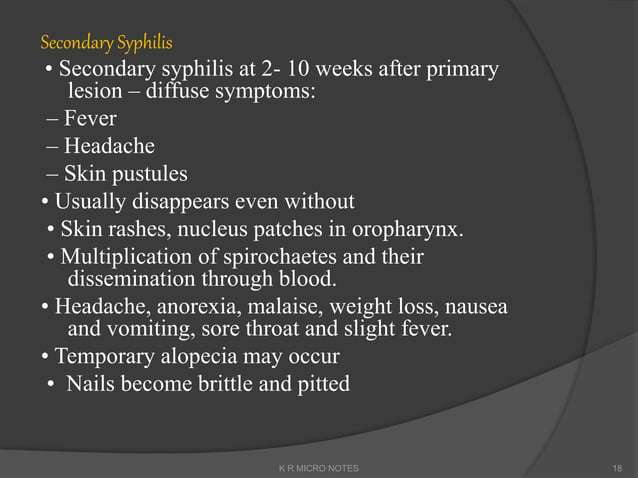 Secondary Syphilis
• Secondary syphilis at 2- 10 weeks after primary
lesion – diffuse symptoms:
– Fever
– Headache
– Skin pustules
• Usually disappears even without
• Skin rashes, nucleus patches in oropharynx.
• Multiplication of spirochaetes and their
dissemination through blood.
• Headache, anorexia, malaise, weight loss, nausea
and vomiting, sore throat and slight fever.
• Temporary alopecia may occur
• Nails become brittle and pitted
K R MICRO NOTES 18